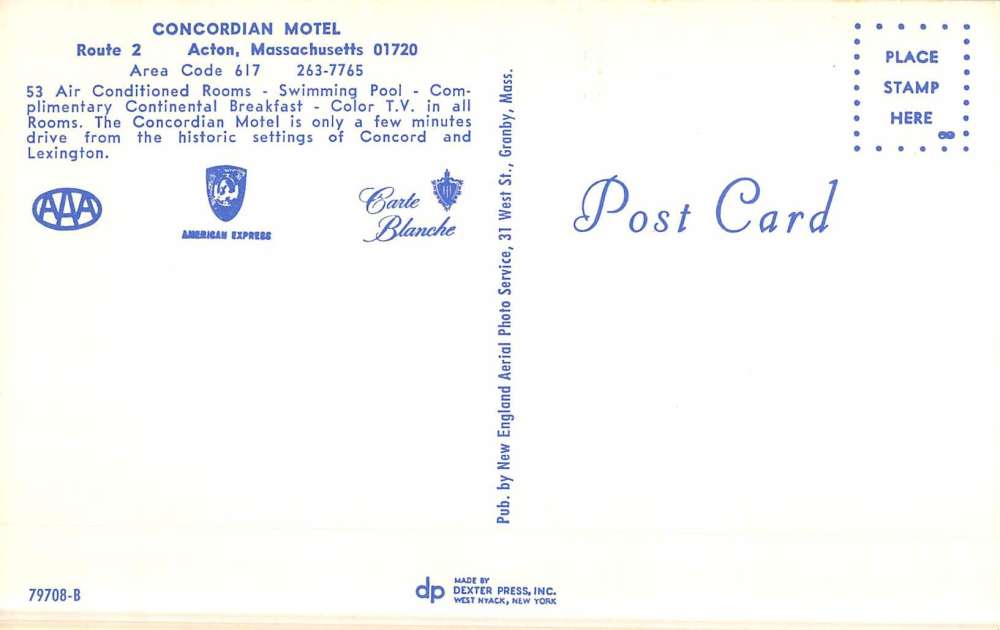 CONCORDIAN MOTEL
Route 2 Acton, Massachusetts 01720
Area Code 617 263-7765
53 Air Conditioned Rooms - Swimming Pool - Com-
plimentary Continental Breakfast - Color T.V. in all
Rooms. The Concordian Motel is only a few minutes
drive from the historic settings of Concord and
Lexington.
AAA
AMERICAN EXPRESS
Carte
Blanche
Pub. by New England Aerial Photo Service, 31 West St., Granby, Mass.
PLACE
STAMP
HERE
Post Card
79708-B
dp
MADE BY
DEXTER PRESS, INC.
WEST NYACK, NEW YORK